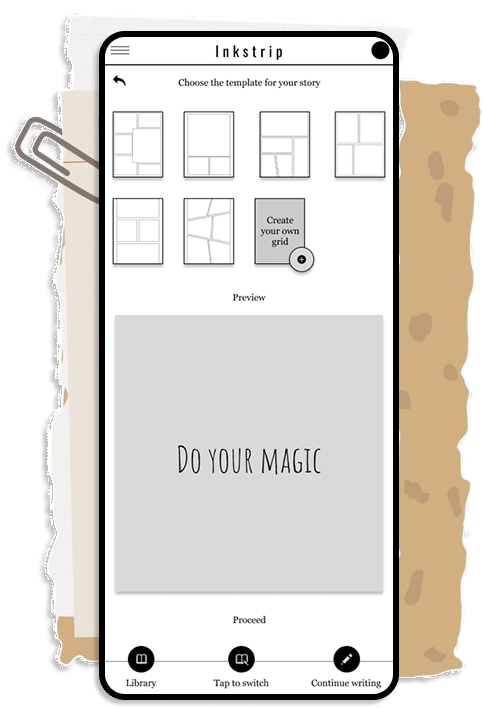 Inkstrip
Choose the template for your story
Create
your own
grid
Preview
Do your magic
Proceed
Library
Tap to switch
Continue writing